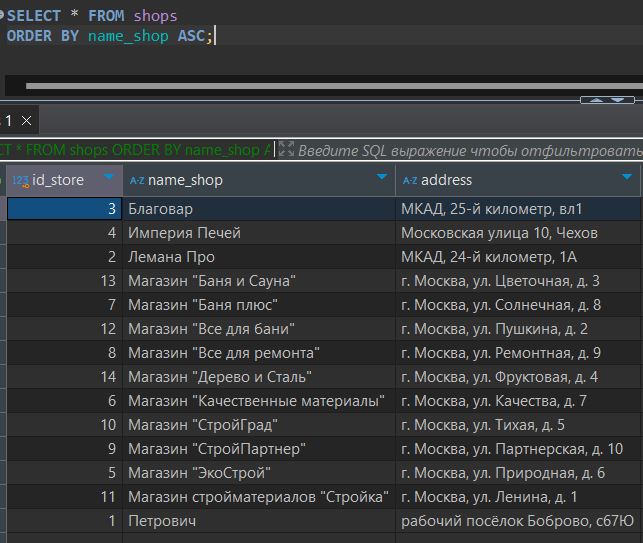 SELECT * FROM shops
ORDER BY name_shop ASC;
1
CT * FROM shops ORDER BY name_shop A Введите SQL выражение чтобы отфильтровать
123 id_store A-Z name_shop A-Z address
3 Благовар МКАД, 25-й километр, вл1
4 Империя Печей Московская улица 10, Чехов
2 Лемана Про МКАД, 24-й километр, 1А
13 Магазин "Баня и Сауна" г. Москва, ул. Цветочная, д. 3
7 Магазин "Баня плюс" г. Москва, ул. Солнечная, д. 8
12 Магазин "Все для бани" г. Москва, ул. Пушкина, д. 2
8 Магазин "Все для ремонта" г. Москва, ул. Ремонтная, д. 9
14 Магазин "Дерево и Сталь" г. Москва, ул. Фруктовая, д. 4
6 Магазин "Качественные материалы" г. Москва, ул. Качества, д. 7
10 Магазин "СтройГрад" г. Москва, ул. Тихая, д. 5
9 Магазин "СтройПартнер" г. Москва, ул. Партнерская, д. 10
5 Магазин "ЭкоСтрой" г. Москва, ул. Природная, д. 6
11 Магазин стройматериалов "Стройка" г. Москва, ул. Ленина, д. 1
1 Петрович рабочий посёлок Боброво, с67Ю